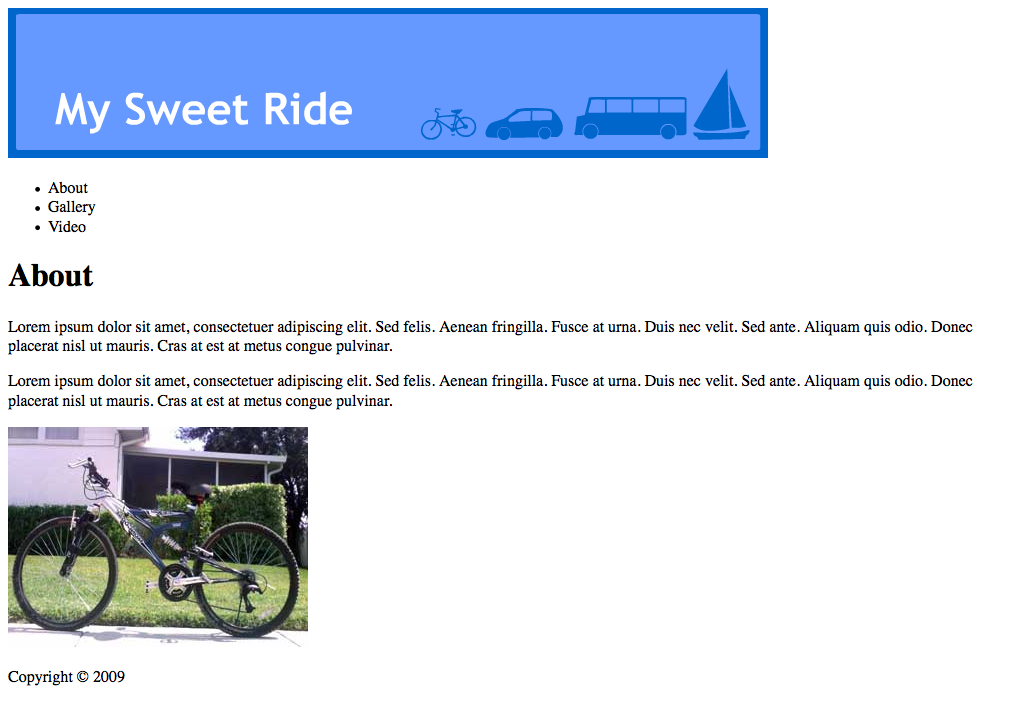 My Sweet Ride
About
Gallery
Video
About
Lorem ipsum dolor sit amet, consectetuer adipiscing elit. Sed felis. Aenean fringilla. Fusce at urna. Duis nec velit. Sed ante. Aliquam quis odio. Donec
placerat nisl ut mauris. Cras at est at metus congue pulvinar.
Lorem ipsum dolor sit amet, consectetuer adipiscing elit. Sed felis. Aenean fringilla. Fusce at urna. Duis nec velit. Sed ante. Aliquam quis odio. Donec
placerat nisl ut mauris. Cras at est at metus congue pulvinar.
Copyright © 2009